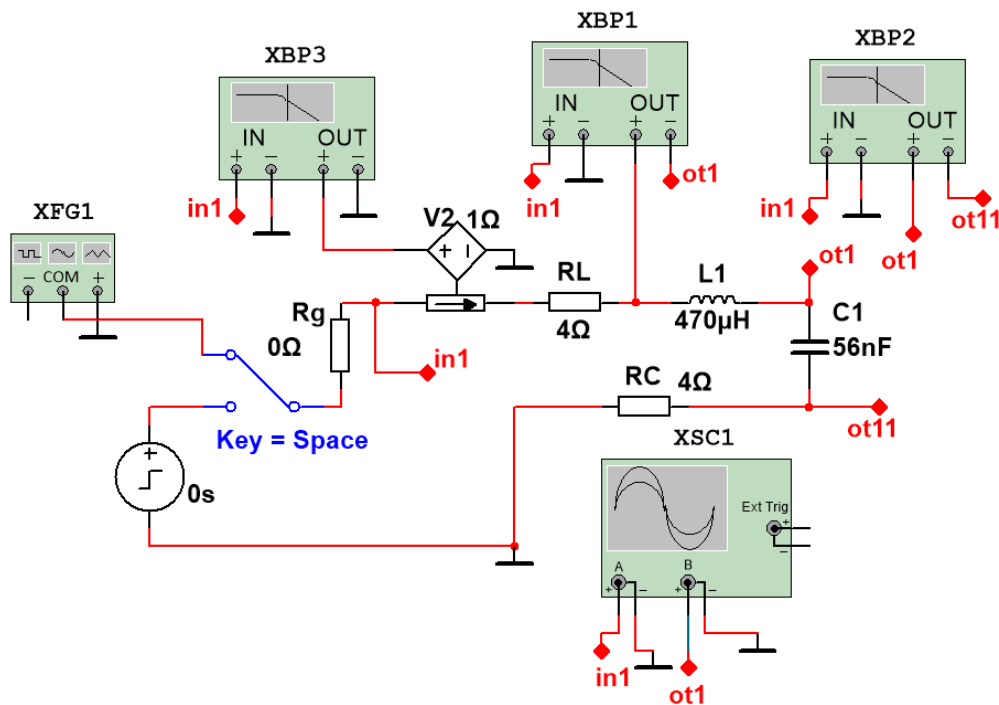 XBP3
IN OUT
+ − + −
in1
XBP1
IN OUT
+ − + −
in1
ot1
XBP2
IN OUT
+ − + −
in1
ot1
ot11
XFG1
− COM +
V2 1Ω
+ −
Rg
0Ω
in1
RL
4Ω
L1
470µH
ot1
C1
56nF
RC 4Ω
ot11
Key = Space
+
0s
XSC1
Ext Trig
+
−
A B
+ − + −
in1
ot1